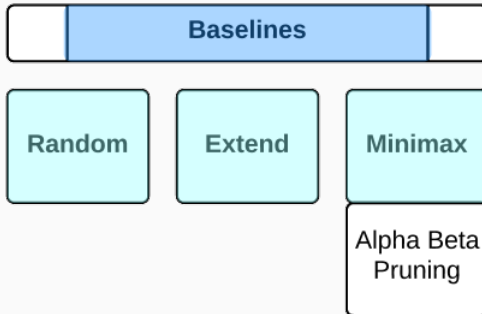 Baselines
Random
Extend
Minimax
Alpha Beta
Pruning